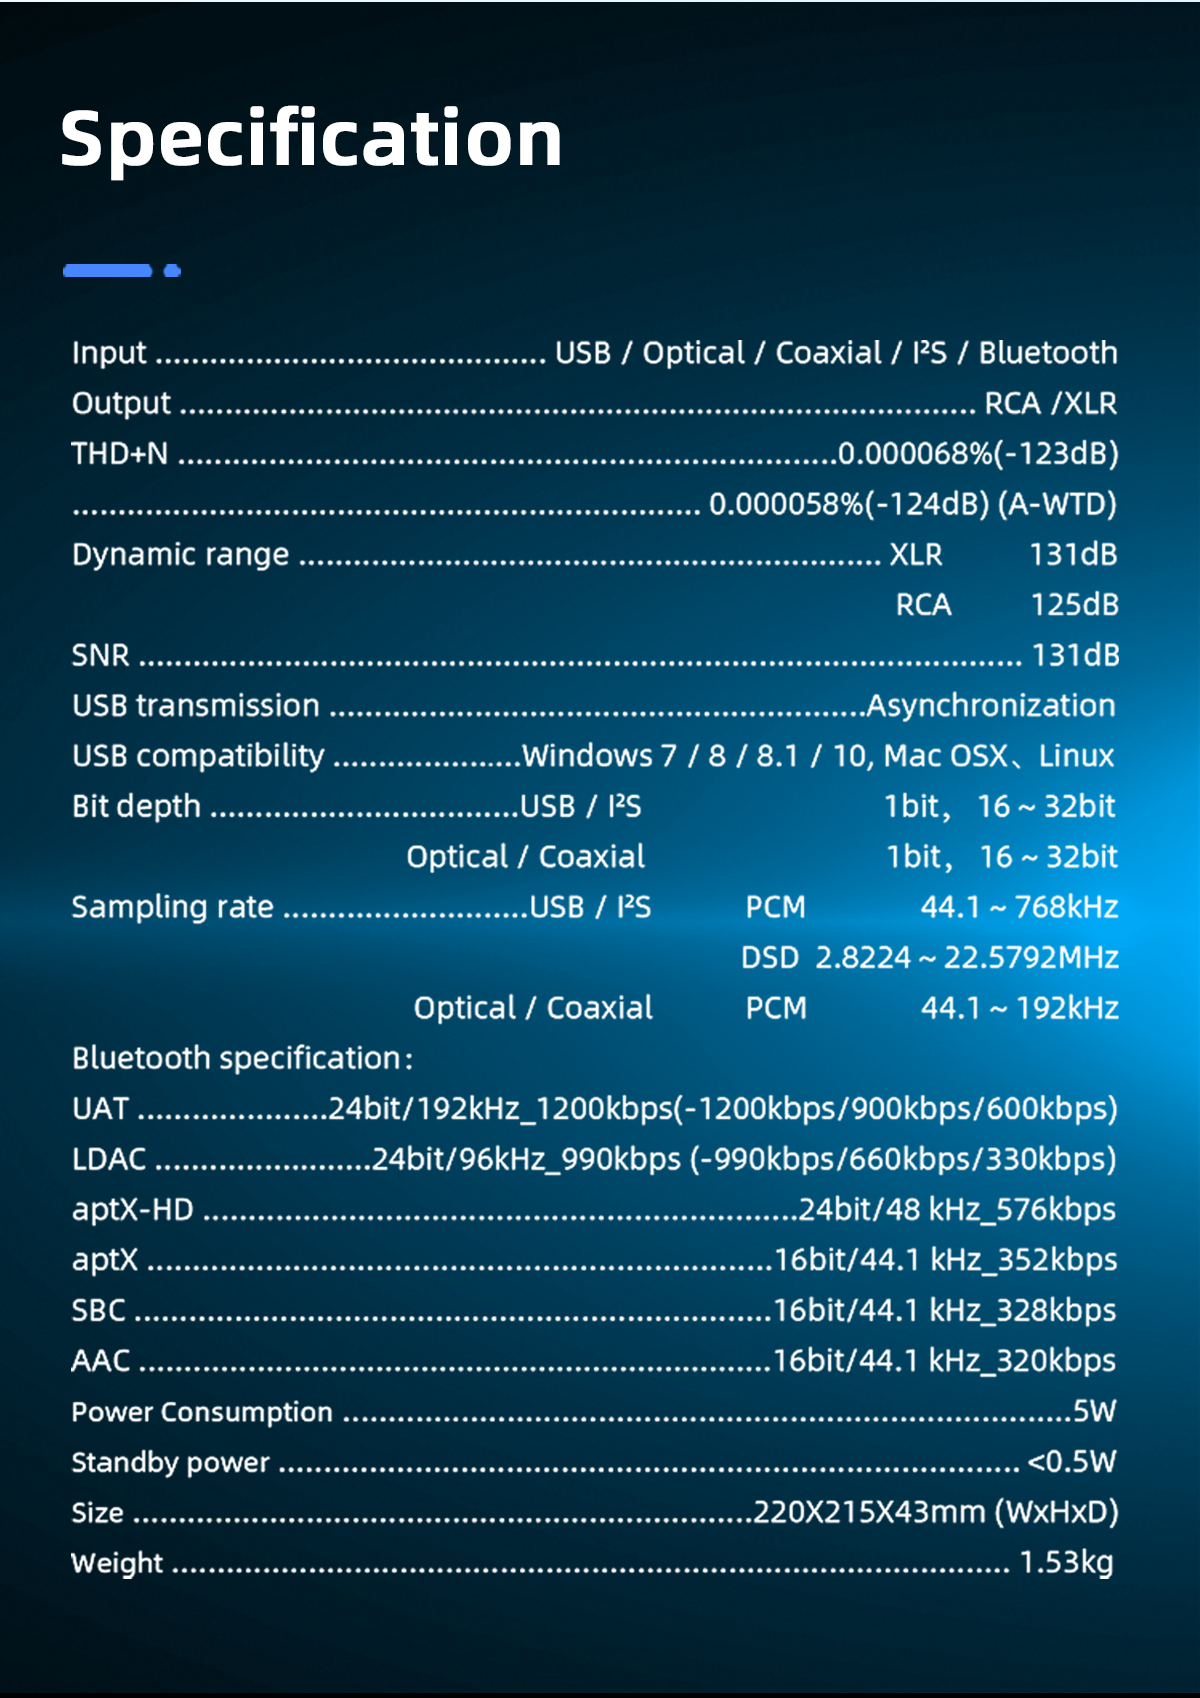 Specification
Input ........................................... USB / Optical / Coaxial / I²S / Bluetooth
Output ........................................................................................ RCA /XLR
THD+N .........................................................................0.000068%(-123dB)
..................................................................... 0.000058%(-124dB) (A-WTD)
Dynamic range ................................................................ XLR 131dB
RCA 125dB
SNR ................................................................................................. 131dB
USB transmission ...........................................................Asynchronization
USB compatibility .....................Windows 7 / 8 / 8.1 / 10, Mac OSX、Linux
Bit depth ..................................USB / I²S 1bit， 16 ~ 32bit
Optical / Coaxial 1bit， 16 ~ 32bit
Sampling rate ...........................USB / I²S PCM 44.1 ~ 768kHz
DSD 2.8224 ~ 22.5792MHz
Optical / Coaxial PCM 44.1 ~ 192kHz
Bluetooth specification:
UAT .....................24bit/192kHz_1200kbps(-1200kbps/900kbps/600kbps)
LDAC ........................24bit/96kHz_990kbps (-990kbps/660kbps/330kbps)
aptX-HD .................................................................24bit/48 kHz_576kbps
aptX .....................................................................16bit/44.1 kHz_352kbps
SBC ......................................................................16bit/44.1 kHz_328kbps
AAC .....................................................................16bit/44.1 kHz_320kbps
Power Consumption ................................................................................5W
Standby power .................................................................................. <0.5W
Size ....................................................................220X215X43mm (WxHxD)
Weight ............................................................................................ 1.53kg